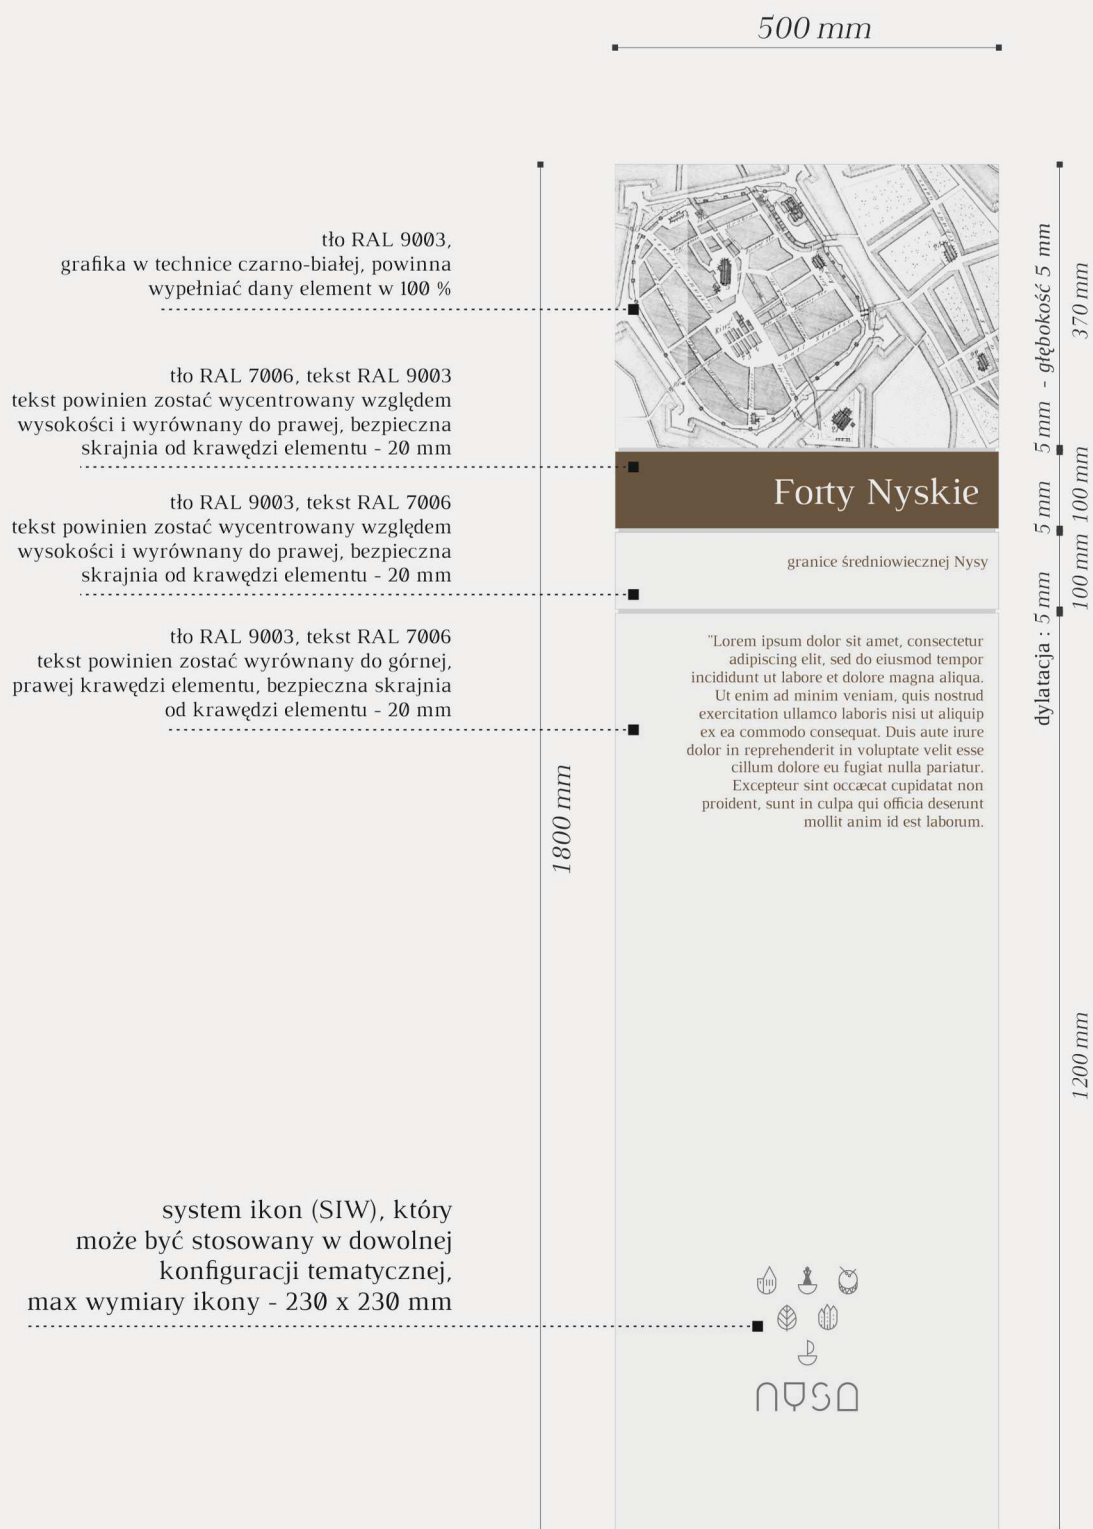 500 mm
tło RAL 9003,
grafika w technice czarno-białej, powinna
wypełniać dany element w 100 %
tło RAL 7006, tekst RAL 9003
tekst powinien zostać wycentrowany względem
wysokości i wyrównany do prawej, bezpieczna
skrajnia od krawędzi elementu - 20 mm
tło RAL 9003, tekst RAL 7006
tekst powinien zostać wycentrowany względem
wysokości i wyrównany do prawej, bezpieczna
skrajnia od krawędzi elementu - 20 mm
tło RAL 9003, tekst RAL 7006
tekst powinien zostać wyrównany do górnej,
prawej krawędzi elementu, bezpieczna skrajnia
od krawędzi elementu - 20 mm
system ikon (SIW), który
może być stosowany w dowolnej
konfiguracji tematycznej,
max wymiary ikony - 230 x 230 mm
1800 mm
Forty Nyskie
granice średniowiecznej Nysy
"Lorem ipsum dolor sit amet, consectetur
adipiscing elit, sed do eiusmod tempor
incididunt ut labore et dolore magna aliqua.
Ut enim ad minim veniam, quis nostrud
exercitation ullamco laboris nisi ut aliquip
ex ea commodo consequat. Duis aute irure
dolor in reprehenderit in voluptate velit esse
cillum dolore eu fugiat nulla pariatur.
Excepteur sint occæcat cupidatat non
proident, sunt in culpa qui officia deserunt
mollit anim id est laborum.
nysa
dylatacja : 5 mm 5 mm 5 mm - głębokość 5 mm
370 mm
100 mm
100 mm
1200 mm